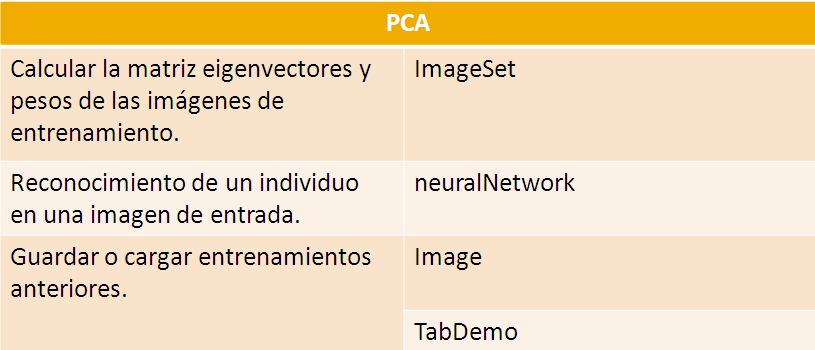 PCA
Calcular la matriz eigenvectores y
pesos de las imágenes de
entrenamiento.
ImageSet
Reconocimiento de un individuo
en una imagen de entrada.
neuralNetwork
Guardar o cargar entrenamientos
anteriores.
Image
TabDemo